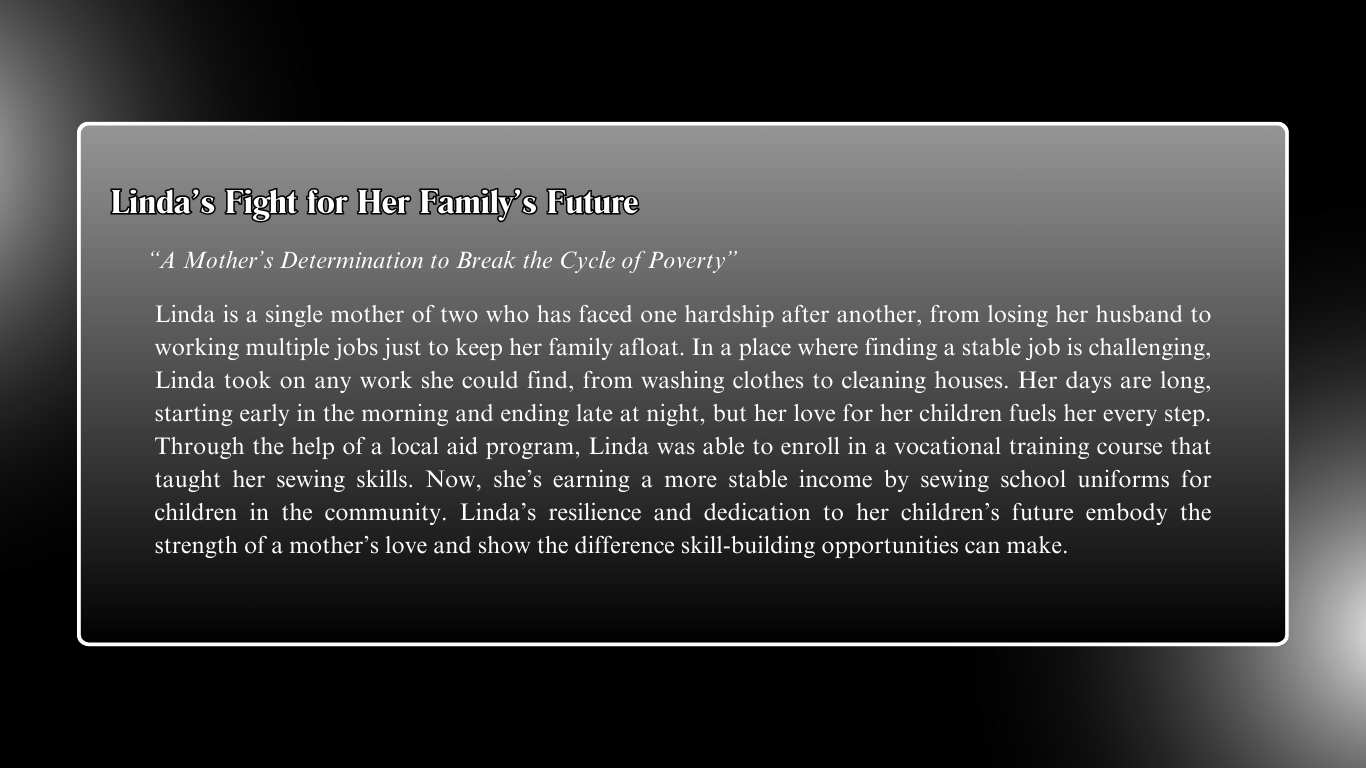 Linda’s Fight for Her Family’s Future
“A Mother’s Determination to Break the Cycle of Poverty”
Linda is a single mother of two who has faced one hardship after another, from losing her husband to
working multiple jobs just to keep her family afloat. In a place where finding a stable job is challenging,
Linda took on any work she could find, from washing clothes to cleaning houses. Her days are long,
starting early in the morning and ending late at night, but her love for her children fuels her every step.
Through the help of a local aid program, Linda was able to enroll in a vocational training course that
taught her sewing skills. Now, she’s earning a more stable income by sewing school uniforms for
children in the community. Linda’s resilience and dedication to her children’s future embody the
strength of a mother’s love and show the difference skill-building opportunities can make.